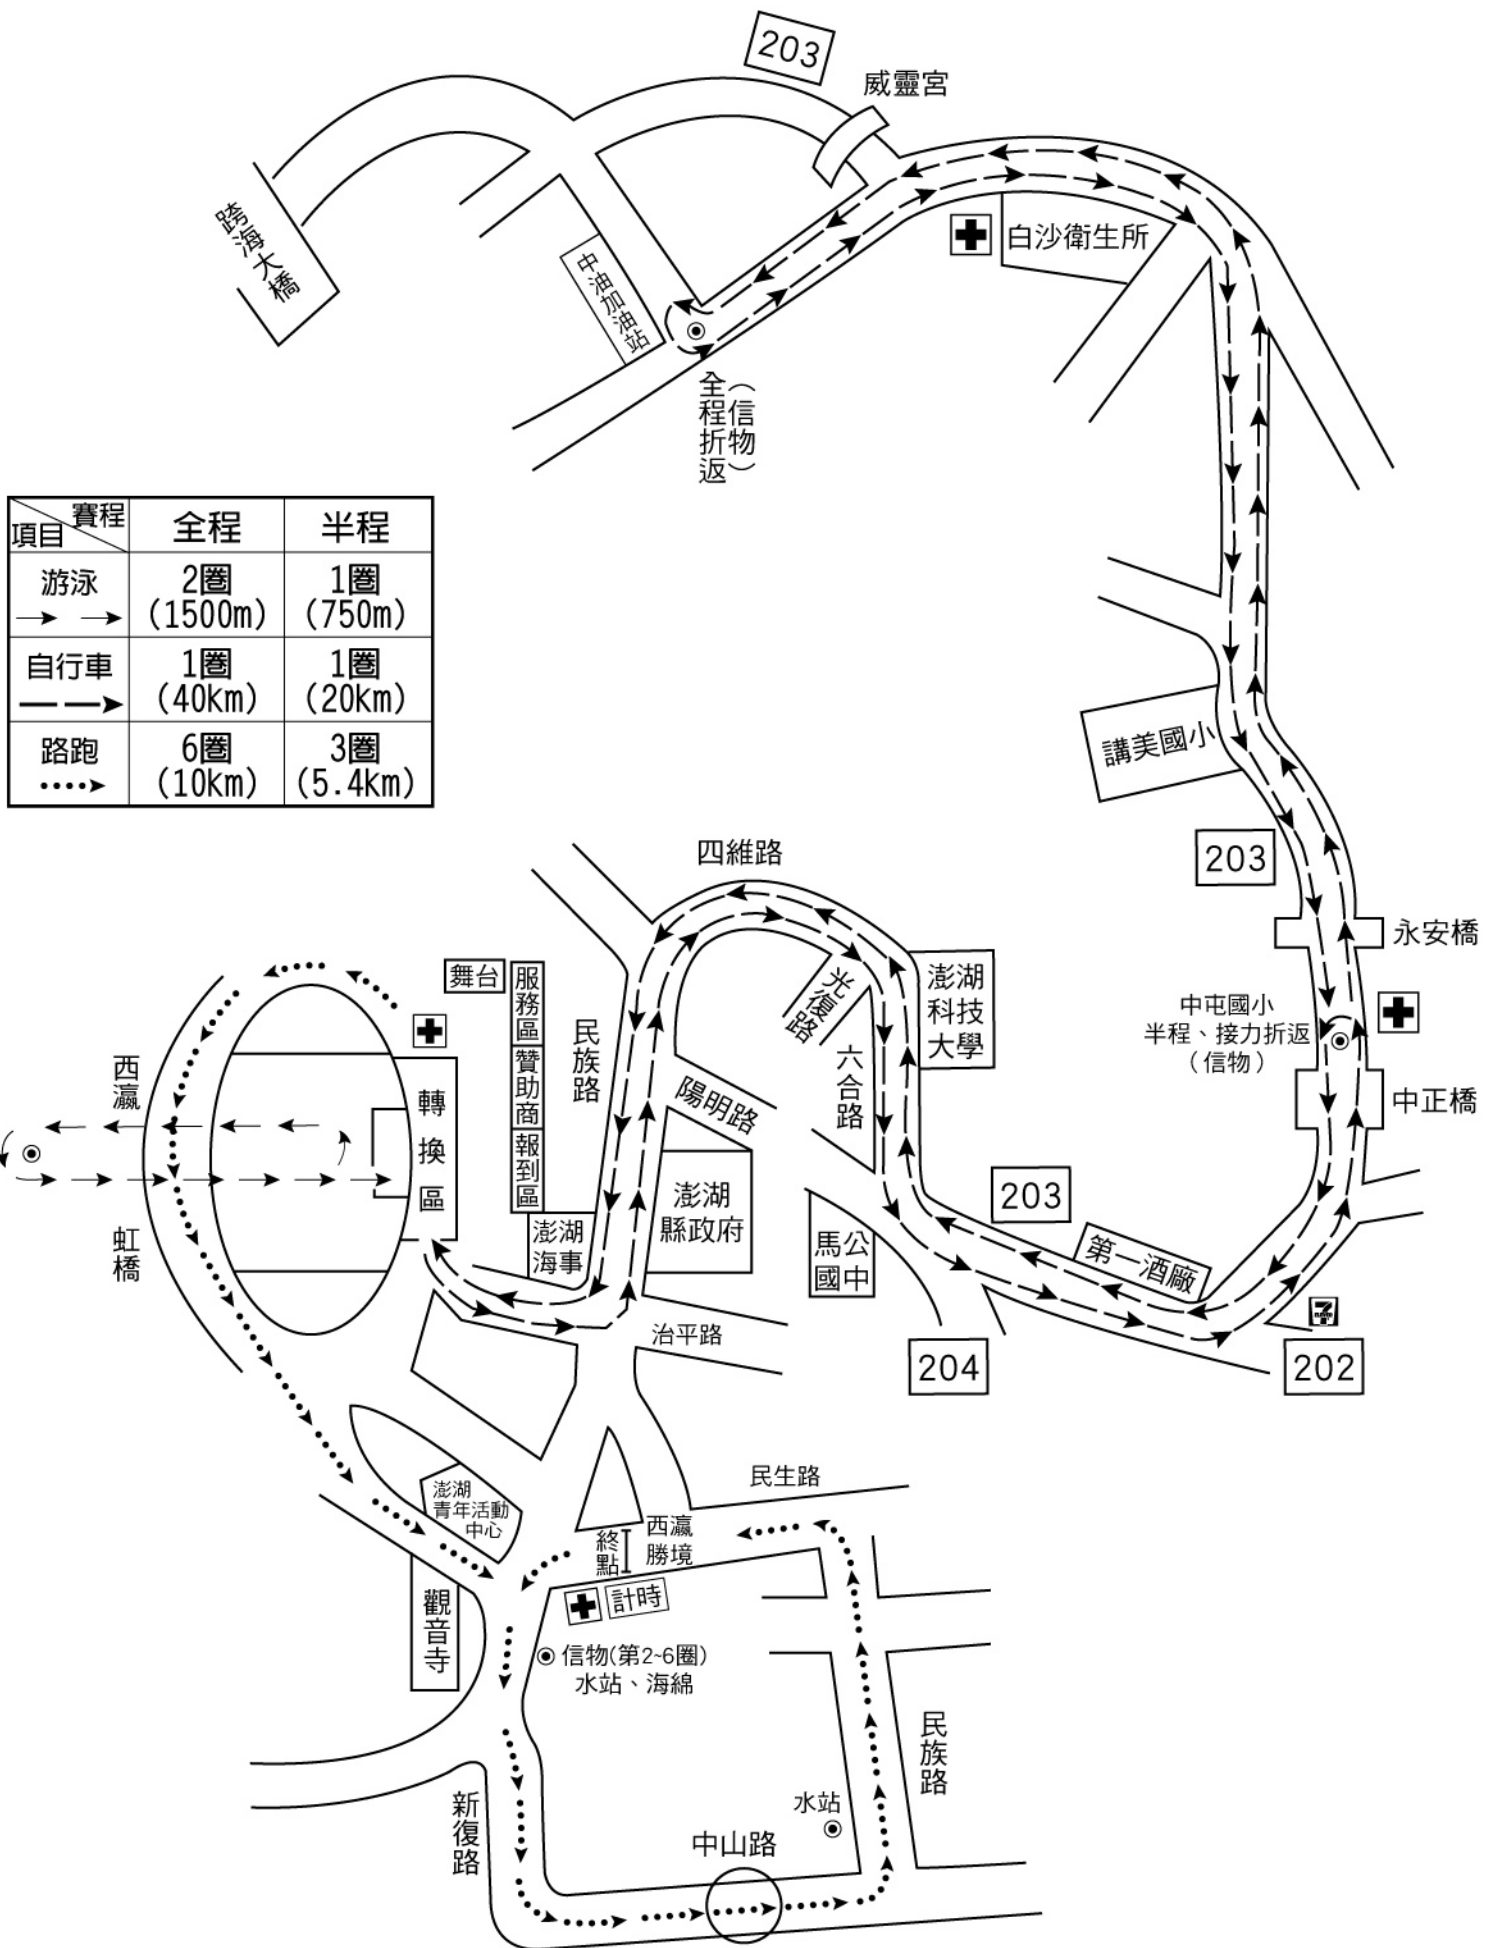 203
威靈宮
跨海大橋
中油加油站
白沙衛生所
全程折返
（信物）
賽程
項目
全程
半程
游泳
2圈
(1500m)
1圈
(750m)
自行車
1圈
(40km)
1圈
(20km)
路跑
6圈
(10km)
3圈
(5.4km)
講美國小
203
四維路
永安橋
舞台
服務區
贊助商
報到區
民族路
光復路
澎湖
科技
大學
中屯國小
半程、接力折返
（信物）
西瀛
虹橋
轉換區
六合路
陽明路
中正橋
澎湖
縣政府
203
澎湖
海事
馬公
國中
第一酒廠
7
ELEVEn
治平路
204
202
民生路
澎湖
青年活動
中心
終點
西瀛
勝境
計時
觀音寺
信物(第2~6圈)
水站、海綿
民族路
新復路
水站
中山路